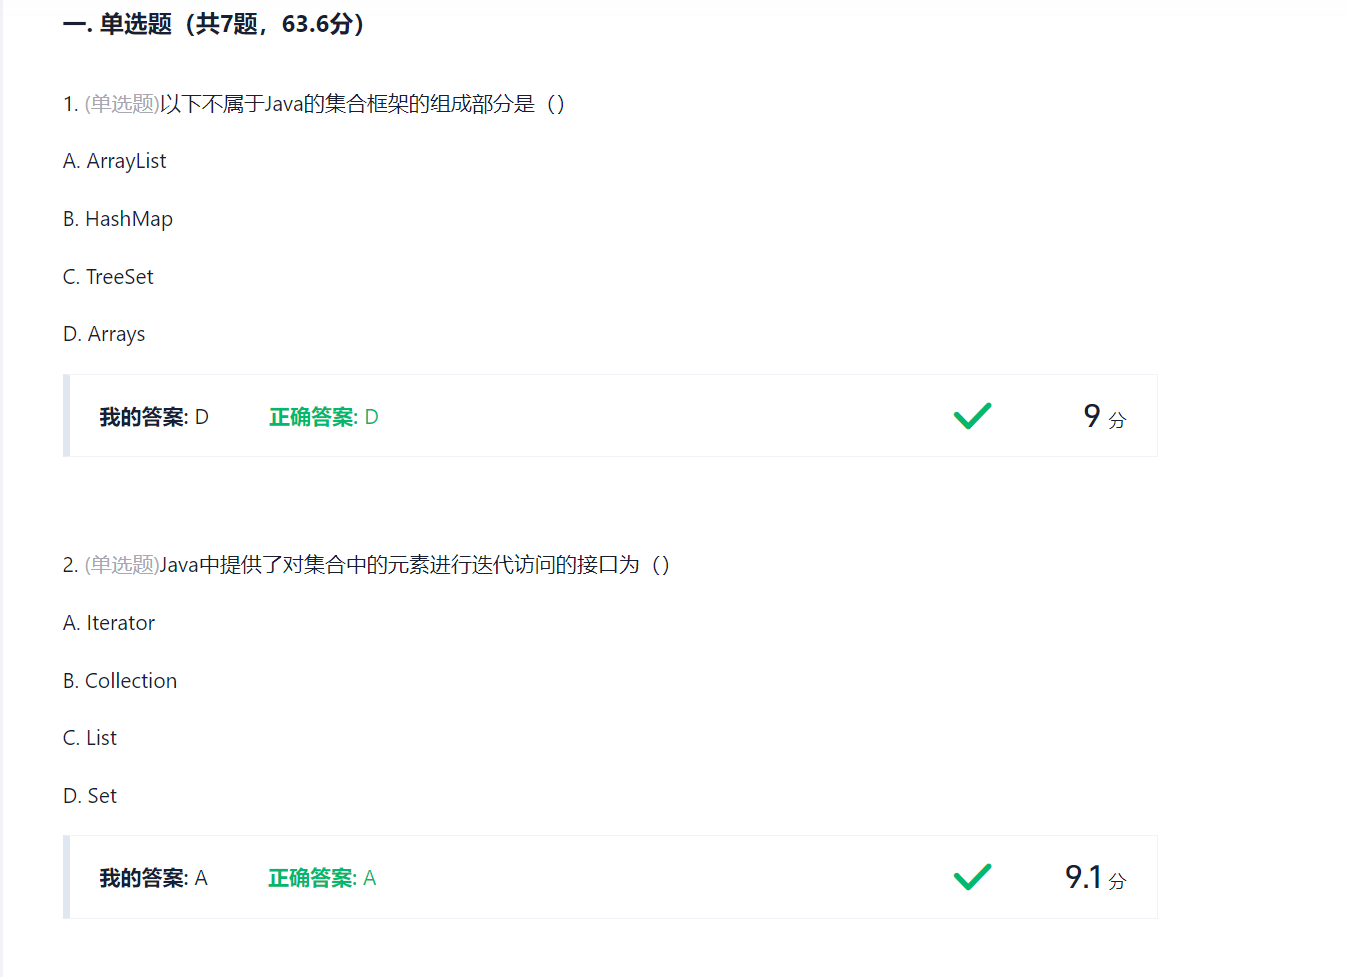 一. 单选题（共7题，63.6分）
1. (单选题)以下不属于Java的集合框架的组成部分是（）
A. ArrayList
B. HashMap
C. TreeSet
D. Arrays
我的答案: D 正确答案: D 9 分
2. (单选题)Java中提供了对集合中的元素进行迭代访问的接口为（）
A. Iterator
B. Collection
C. List
D. Set
我的答案: A 正确答案: A 9.1 分